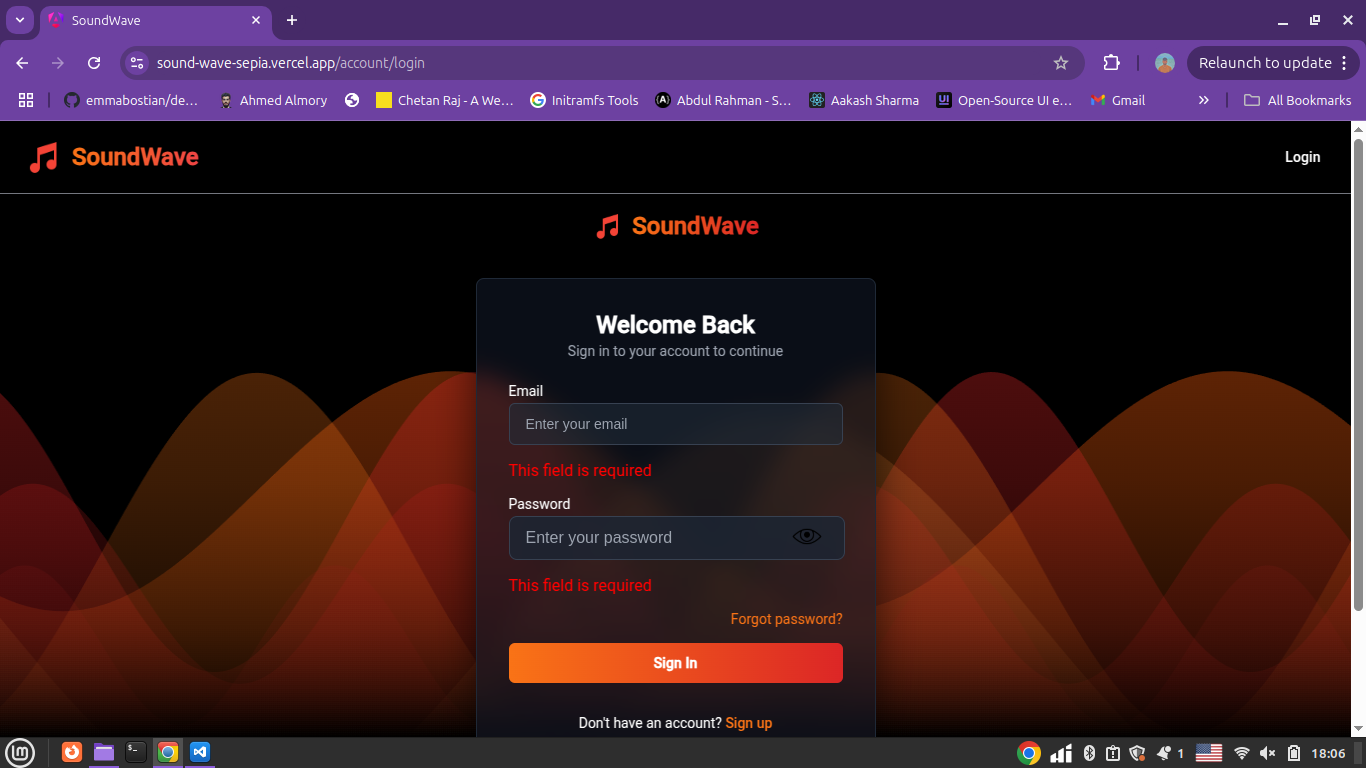 SoundWave
sound-wave-sepia.vercel.app/account/login
Relaunch to update
emmabostian/de...
Ahmed Almory
Chetan Raj - A We...
Initramfs Tools
Abdul Rahman - S...
Aakash Sharma
Open-Source UI e...
Gmail
All Bookmarks
SoundWave
Login
SoundWave
Welcome Back
Sign in to your account to continue
Email
Enter your email
This field is required
Password
Enter your password
This field is required
Forgot password?
Sign In
Don't have an account? Sign up
1
18:06